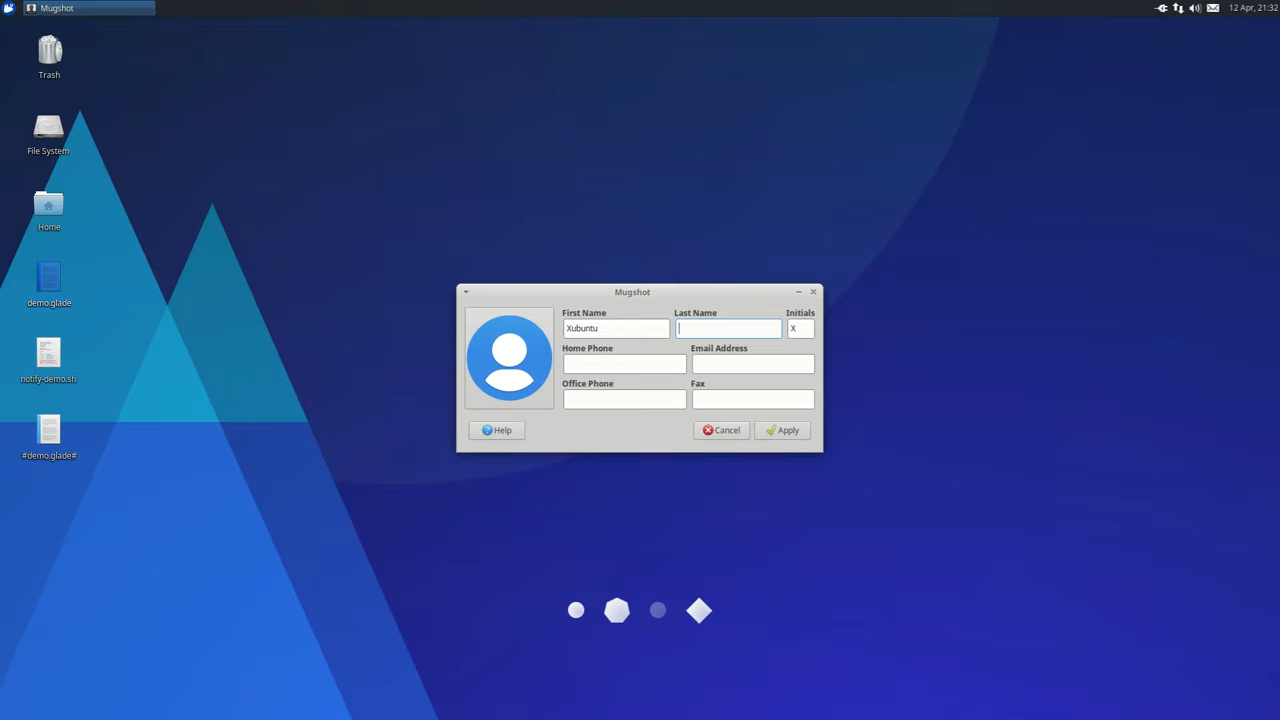 Mugshot
12 Apr, 21:32
Trash
File System
Home
demo.glade
notify-demo.sh
#demo.glade#
Mugshot
First Name
Last Name
Initials
Xubuntu
X
Home Phone
Email Address
Office Phone
Fax
Help
Cancel
Apply